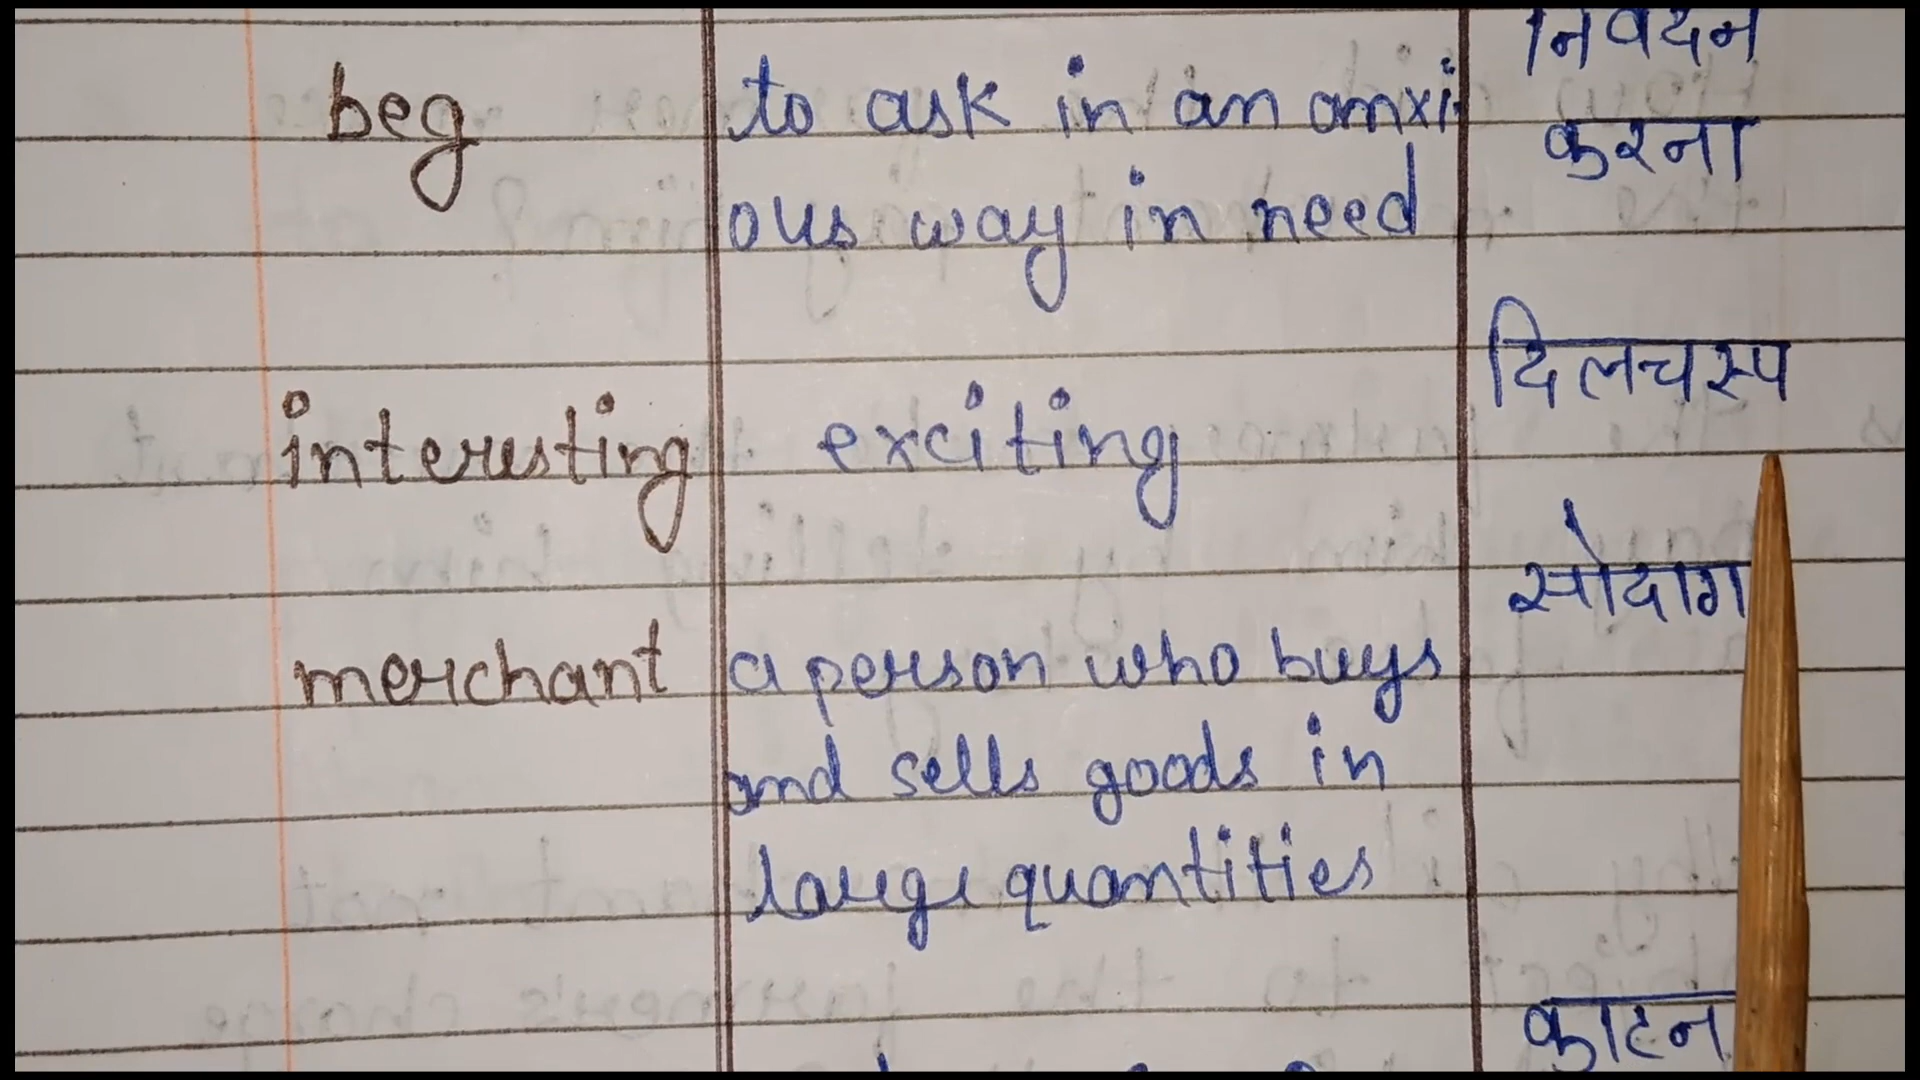 निवेदन
beg to ask in an anxi
करना
ous way in need
दिलचस्प
interesting exciting
सौदाग
merchant a person who buys
and sells goods in
large quantities